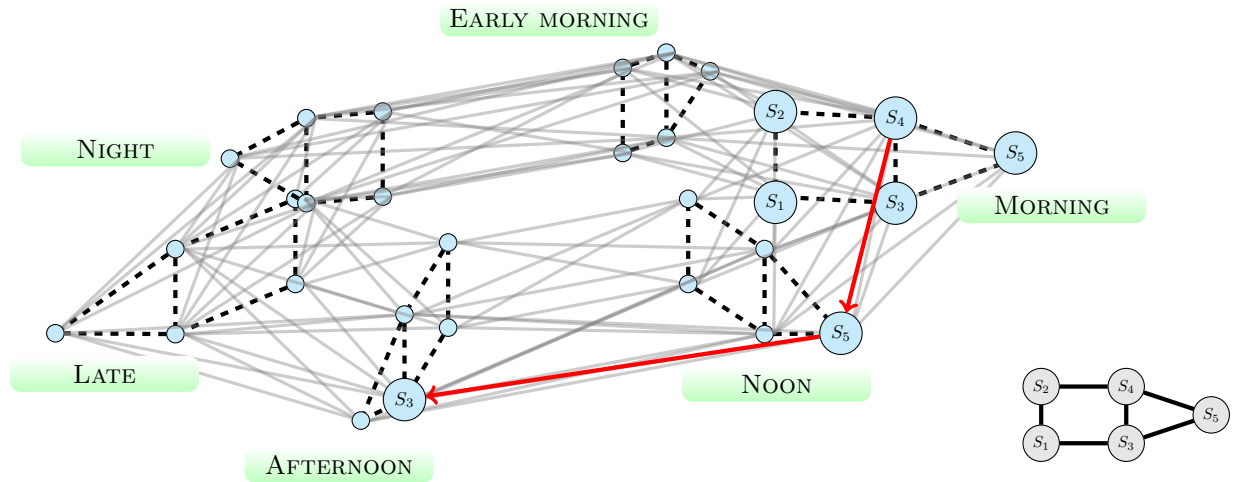 EARLY MORNING
S2
S4
NIGHT
S5
S1
S3
MORNING
S5
LATE
NOON
S3
S2
S4
S5
S1
S3
AFTERNOON